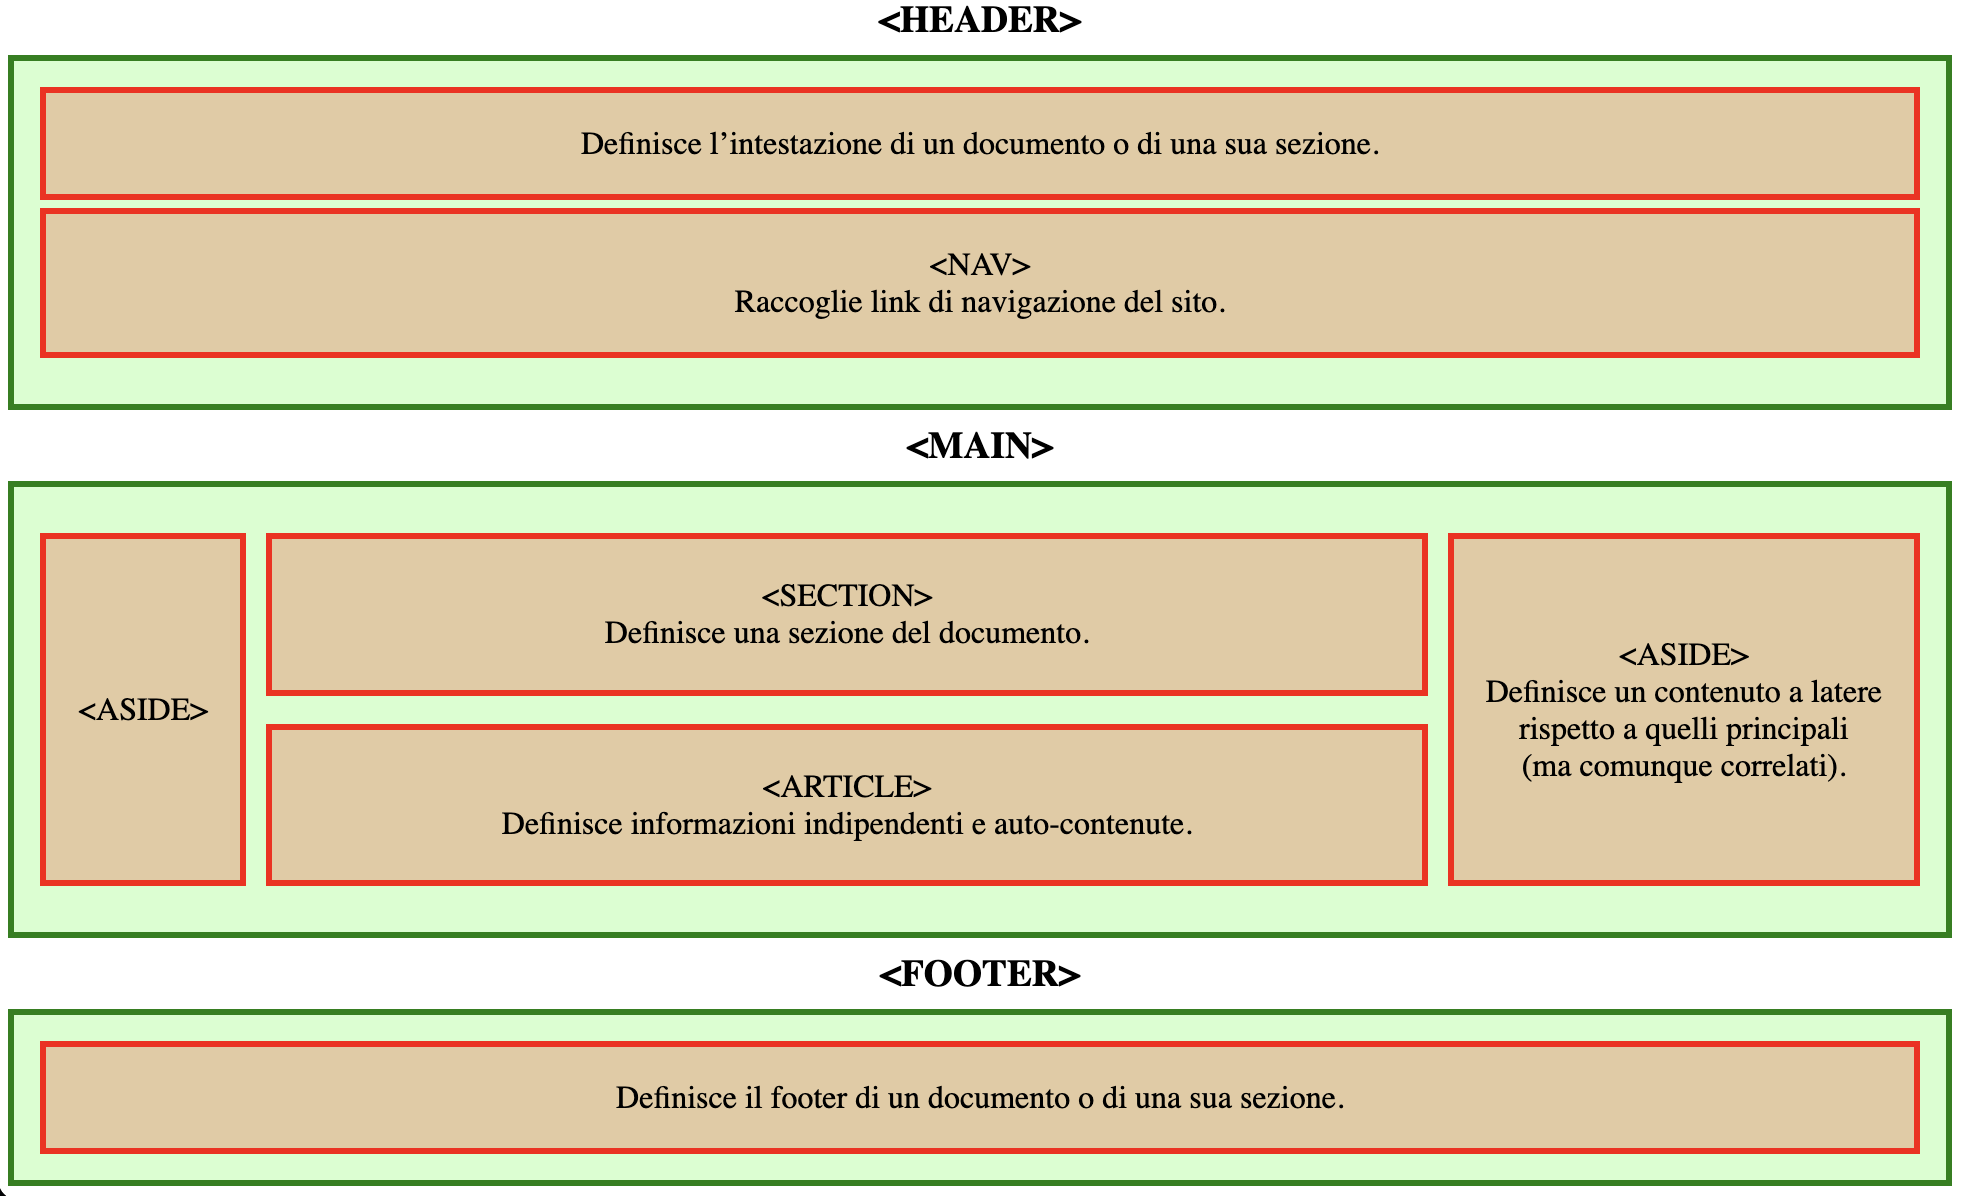 <HEADER>
Definisce l’intestazione di un documento o di una sua sezione.
<NAV>
Raccoglie link di navigazione del sito.
<MAIN>
<ASIDE>
<SECTION>
Definisce una sezione del documento.
<ARTICLE>
Definisce informazioni indipendenti e auto-contenute.
<ASIDE>
Definisce un contenuto a latere
rispetto a quelli principali
(ma comunque correlati).
<FOOTER>
Definisce il footer di un documento o di una sua sezione.